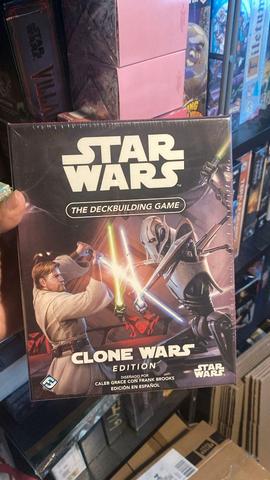 STAR
WARS
THE DECKBUILDING GAME
CLONE WARS
EDITION
DISEÑADO POR
CALEB GRACE CON FRANK BROOKS
EDICIÓN EN ESPAÑOL
STAR
WARS